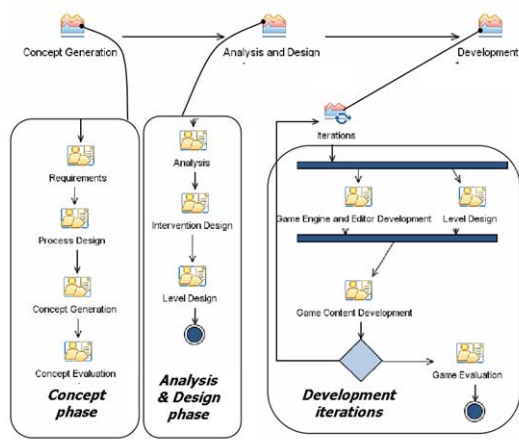 Concept Generation
Analysis and Design
Development
Iterations
Requirements
Process Design
Concept Generation
Concept Evaluation
Concept
phase
Analysis
Intervention Design
Level Design
Analysis
& Design
phase
Game Engine and Editor Development
Level Design
Game Content Development
Game Evaluation
Development
iterations